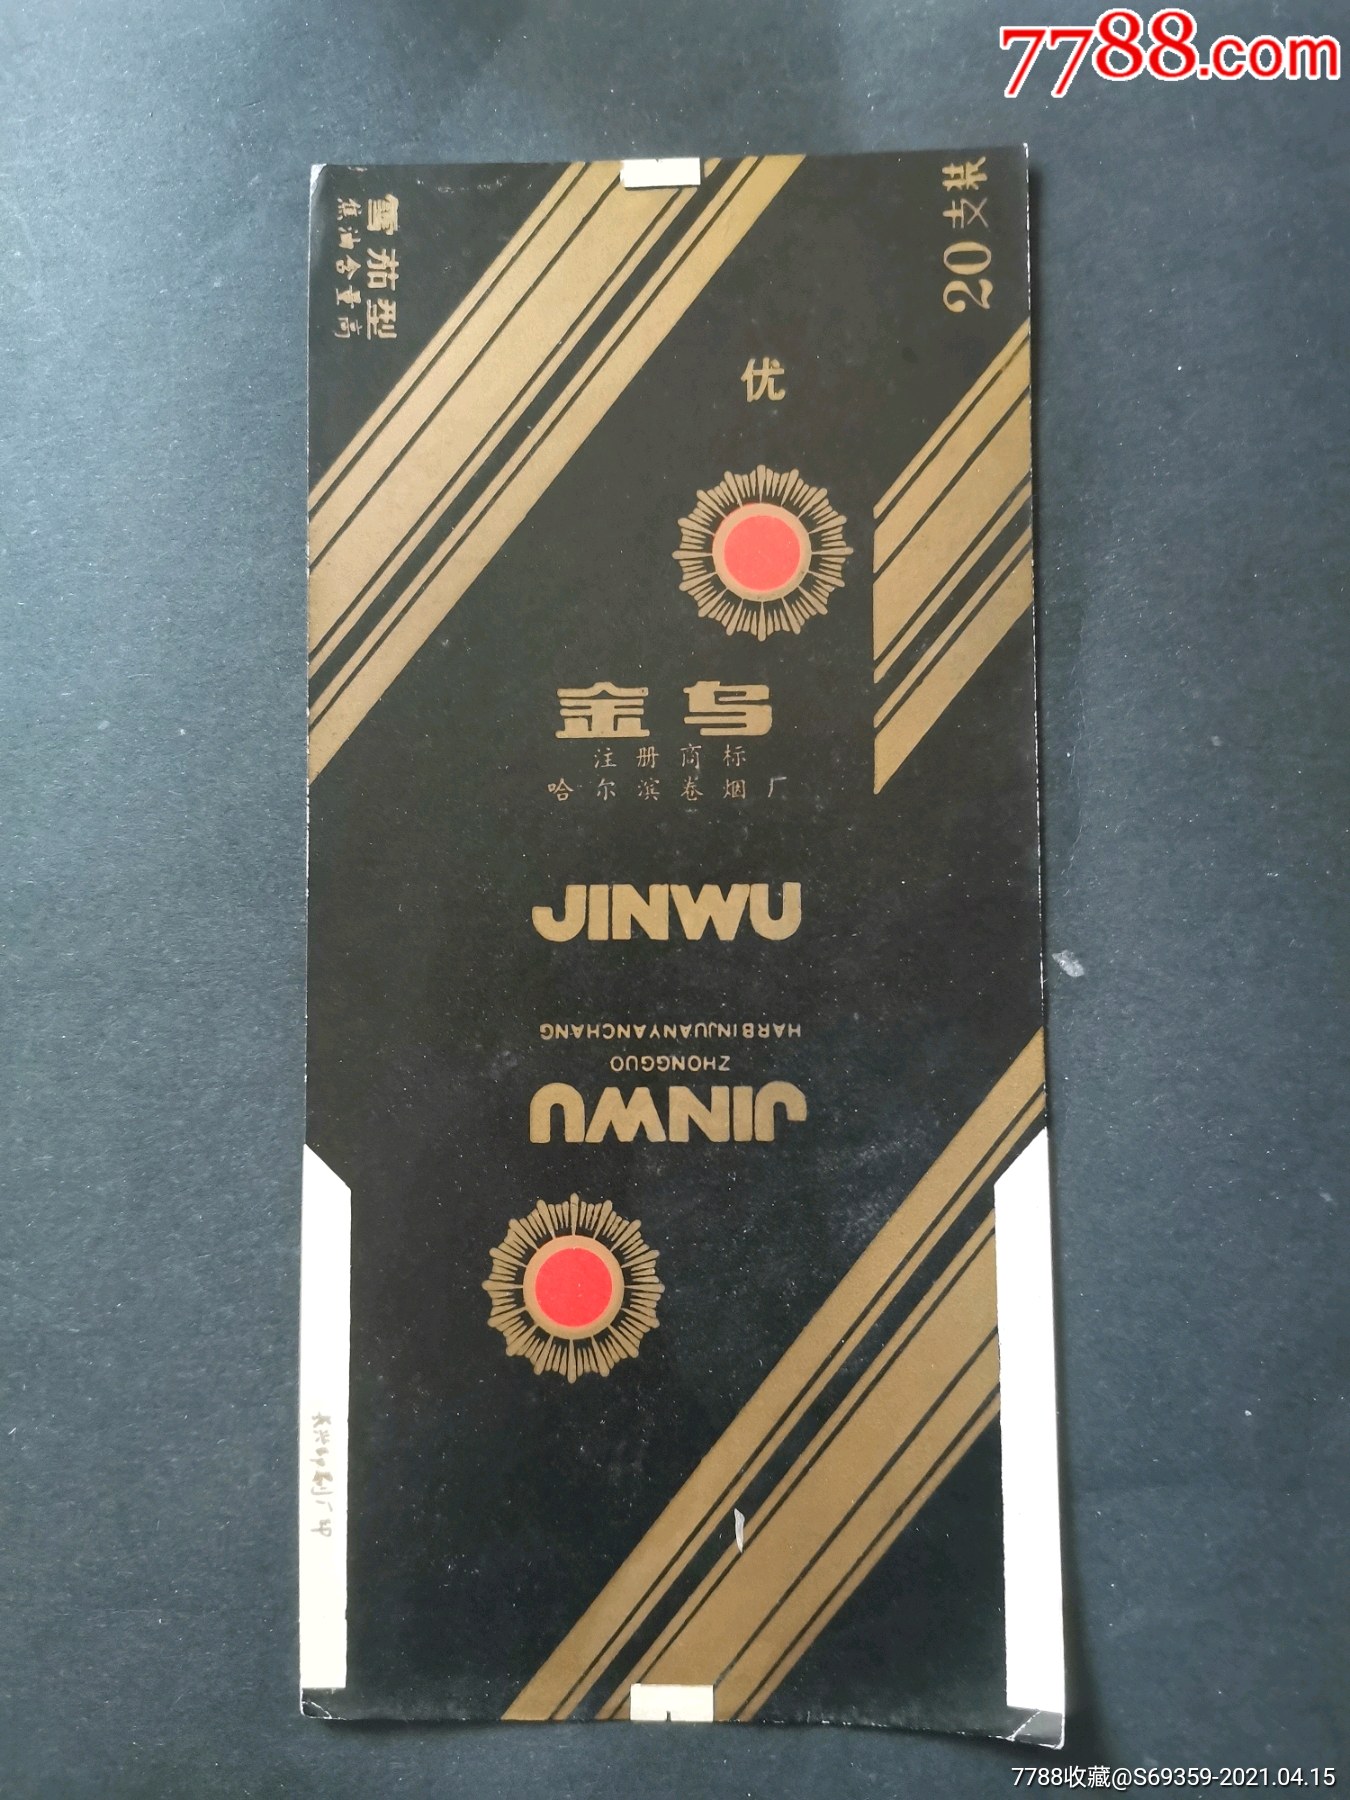 7788.com
20支装
雪茄型
焦油含量高
优
金乌
注册商标
哈尔滨卷烟厂
JINWU
HARBINJUANYANCHANG
ZHONGGUO
JINWU
7788收藏@S69359-2021.04.15